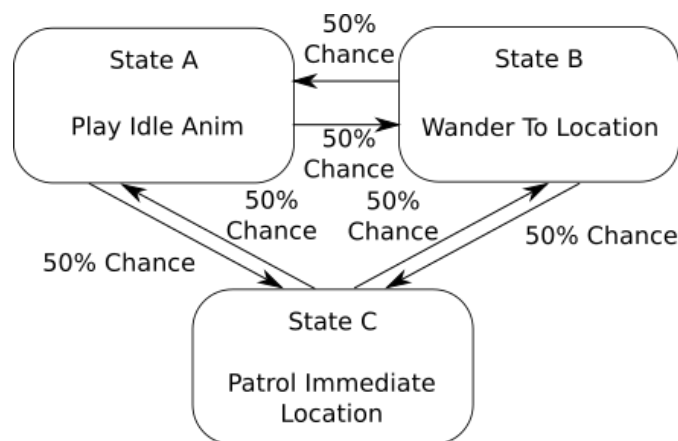 50%
Chance
State A
State B
Play Idle Anim
Wander To Location
50%
Chance
50%
Chance
50%
Chance
50% Chance
50% Chance
State C
Patrol Immediate
Location